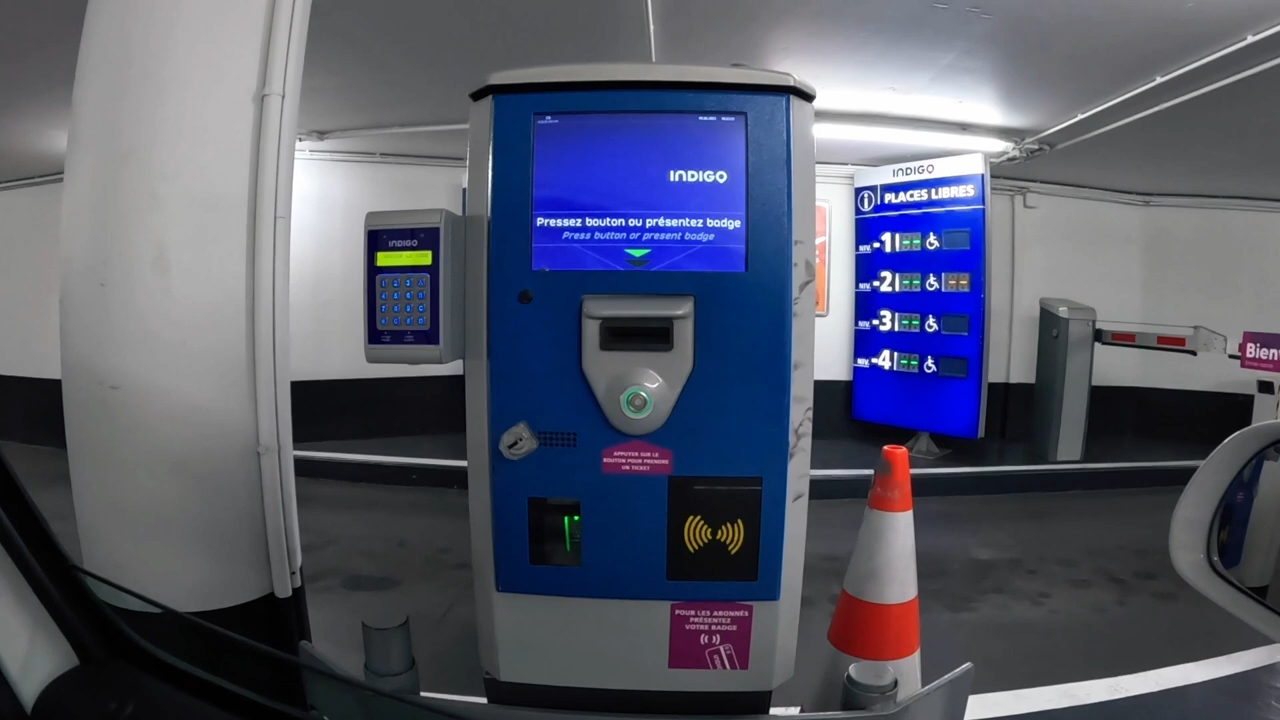 INDIGO
Pressez bouton ou présentez badge
Press button or present badge
INDIGO
INDIGO
PLACES LIBRES
NIV. -1
NIV. -2
NIV. -3
NIV. -4
Bien
APPUYER SUR LE
BOUTON POUR PRENDRE
UN TICKET
POUR LES ABONNÉS
PRÉSENTEZ
VOTRE BADGE